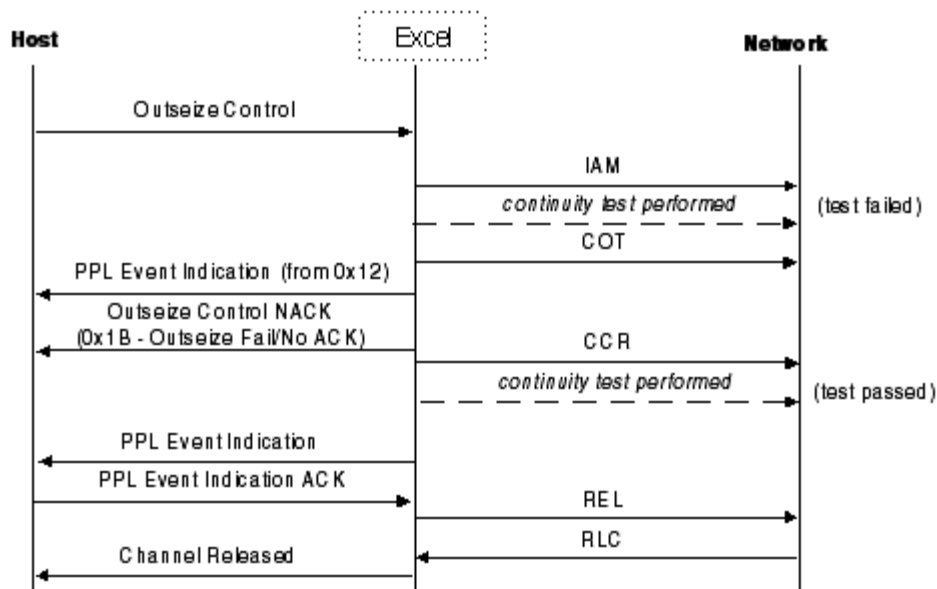 Host
Excel
Network
Outseize Control
IAM
continuity test performed
(test failed)
COT
PPL Event Indication (from 0x12)
Outseize Control NACK
(0x1B - Outseize Fail/No ACK)
CCR
continuity test performed
(test passed)
PPL Event Indication
PPL Event Indication ACK
REL
RLC
Channel Released